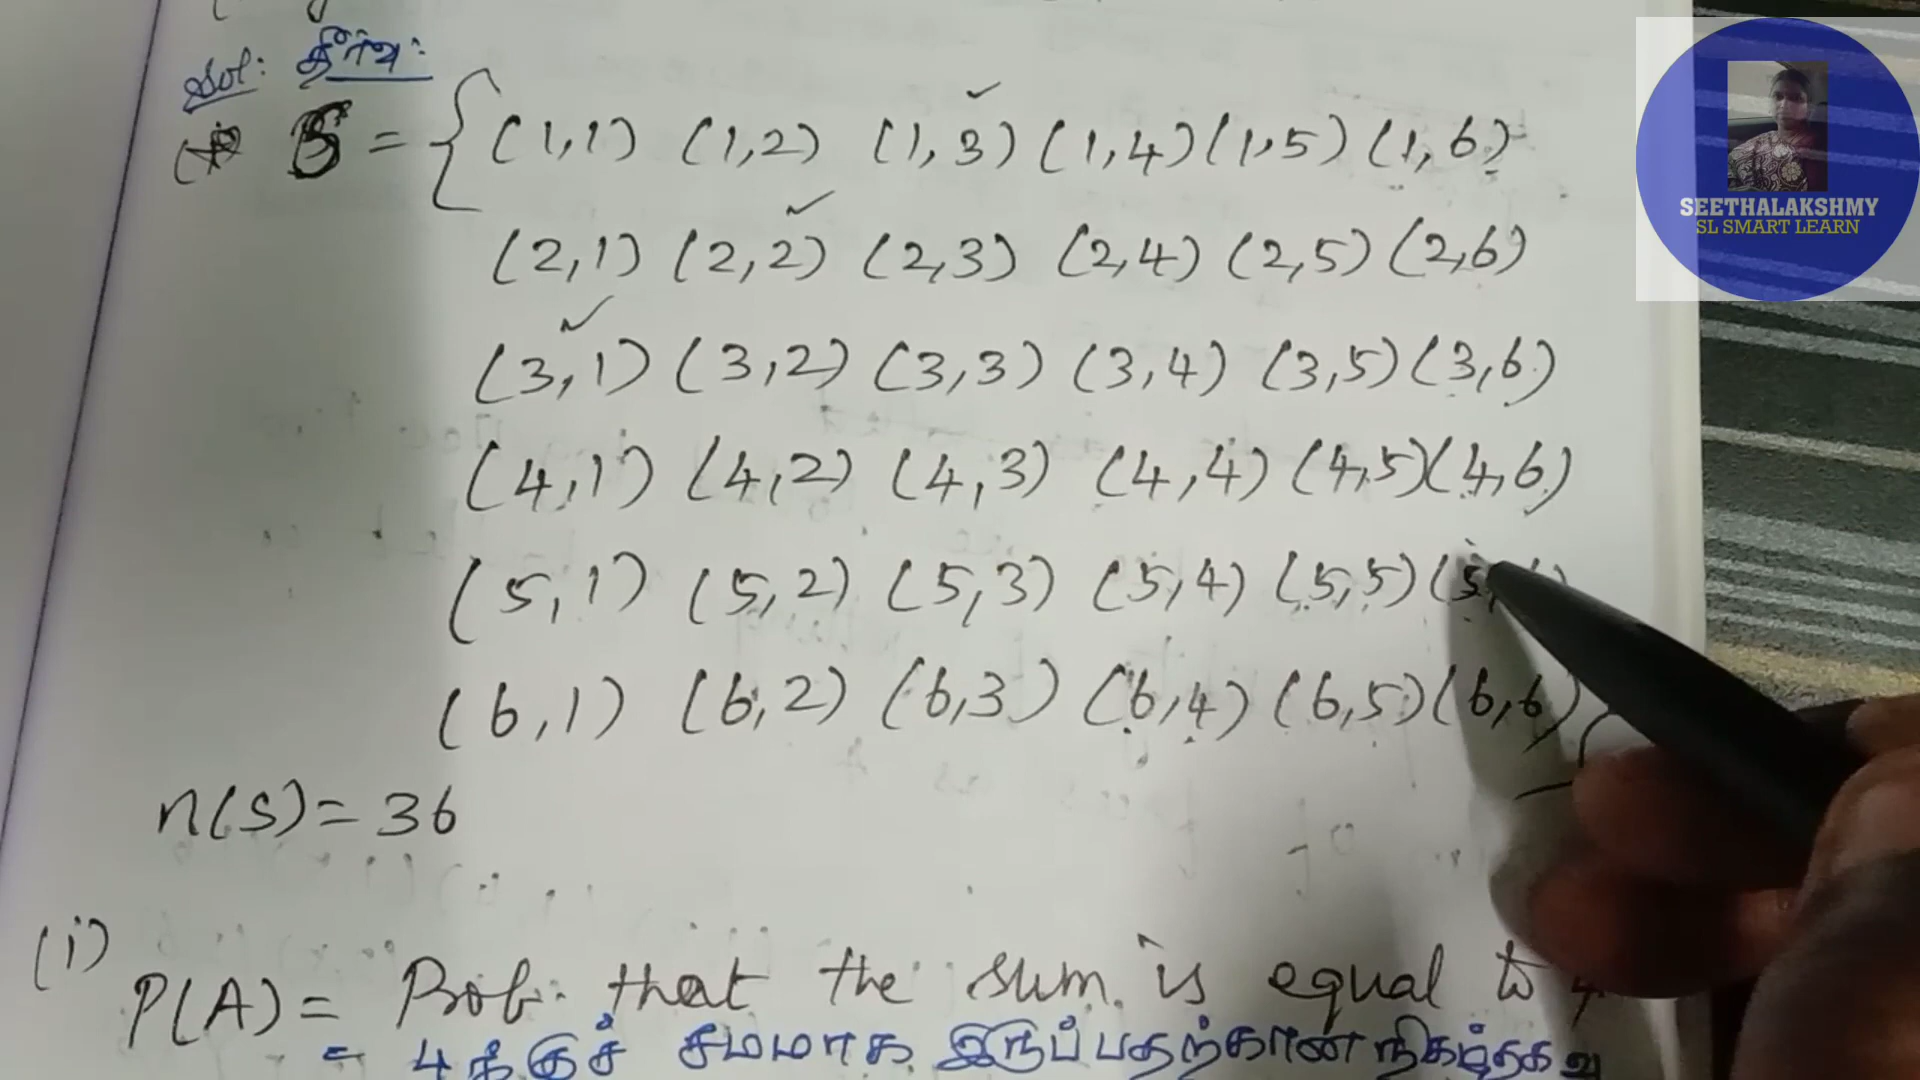 Sol: தீர்வு:
S = { (1,1) (1,2) (1,3) (1,4) (1,5) (1,6)
(2,1) (2,2) (2,3) (2,4) (2,5) (2,6)
(3,1) (3,2) (3,3) (3,4) (3,5) (3,6)
(4,1) (4,2) (4,3) (4,4) (4,5) (4,6)
(5,1) (5,2) (5,3) (5,4) (5,5) (5,
(6,1) (6,2) (6,3) (6,4) (6,5) (6,6) }
n(S) = 36
(i)
P(A) = Prob. that the sum is equal to 4
= 4க்குச் சமமாக இருப்பதற்கான நிகழ்தகவு
SEETHALAKSHMY
SL SMART LEARN